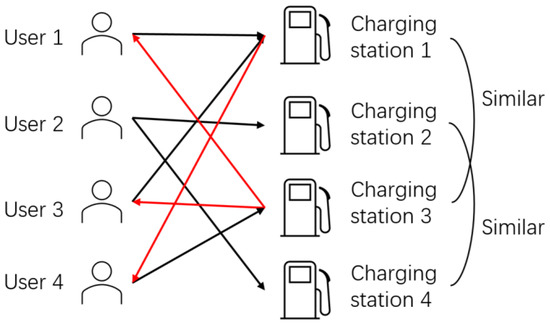 User 1
Charging
station 1
Similar
User 2
Charging
station 2
User 3
Charging
station 3
Similar
User 4
Charging
station 4